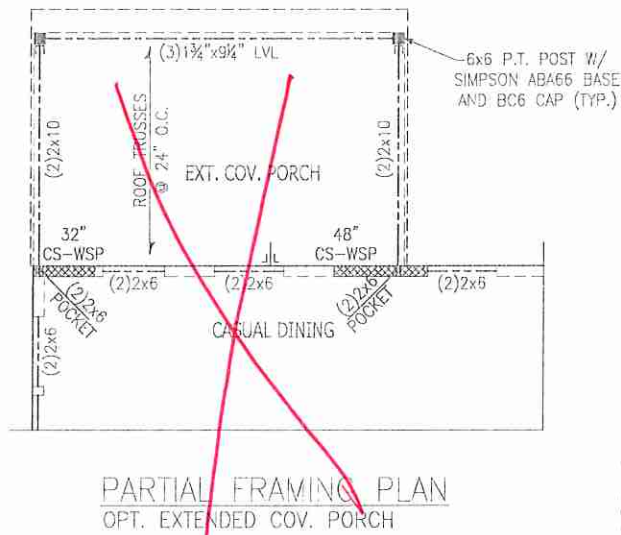 (3)1¾"x9¼" LVL
6x6 P.T. POST W/
SIMPSON ABA66 BASE
AND BC6 CAP (TYP.)
(2)2x10
ROOF TRUSSES
@ 24" O.C.
(2)2x10
EXT. COV. PORCH
32"
CS-WSP
48"
CS-WSP
(2)2x6
(2)2x6
(2)2x6
(2)2x6
POCKET
(2)2x6
POCKET
CASUAL DINING
(2)2x6
PARTIAL FRAMING PLAN
OPT. EXTENDED COV. PORCH